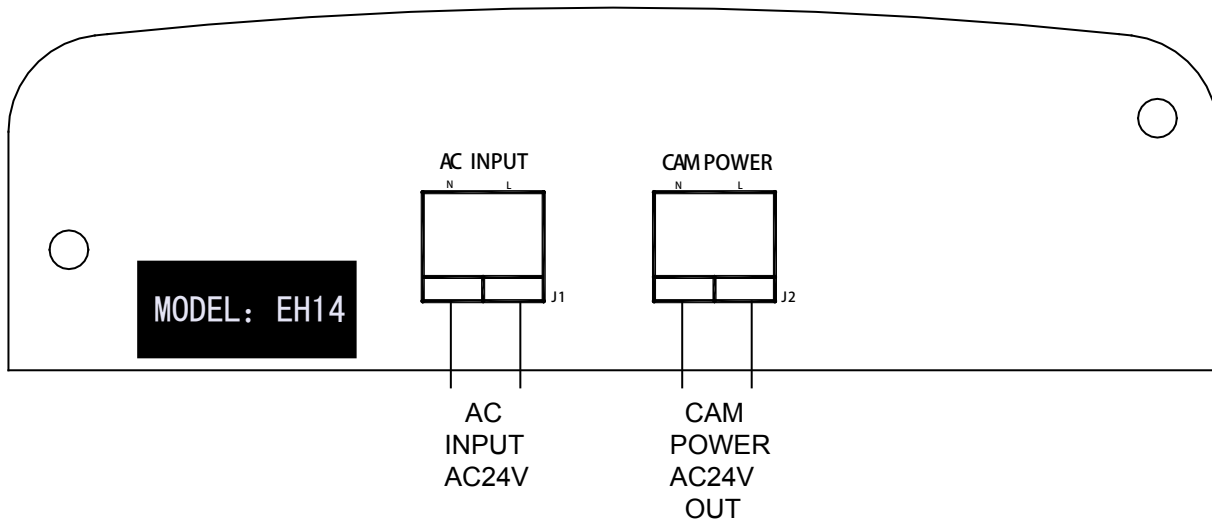 AC INPUT
N L
J1
CAM POWER
N L
J2
MODEL: EH14
AC
INPUT
AC24V
CAM
POWER
AC24V
OUT